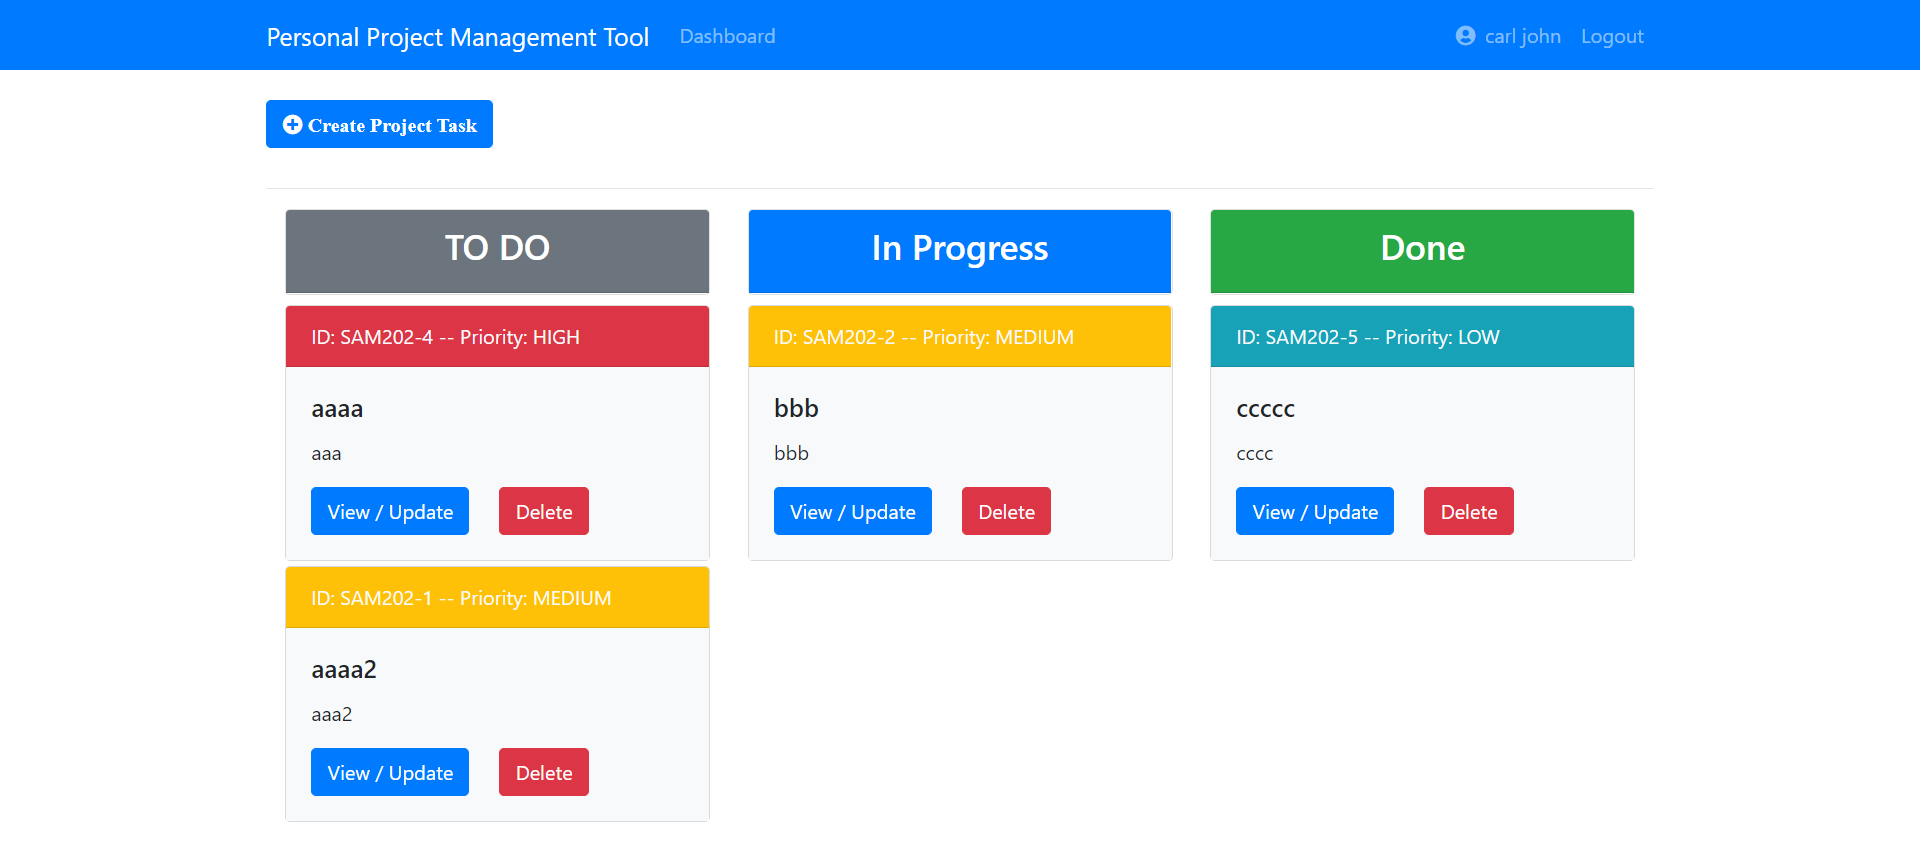 Personal Project Management Tool Dashboard carl john Logout
Create Project Task
TO DO
ID: SAM202-4 -- Priority: HIGH
aaaa
aaa
View / Update Delete
ID: SAM202-1 -- Priority: MEDIUM
aaaa2
aaa2
View / Update Delete
In Progress
ID: SAM202-2 -- Priority: MEDIUM
bbb
bbb
View / Update Delete
Done
ID: SAM202-5 -- Priority: LOW
ccccc
cccc
View / Update Delete